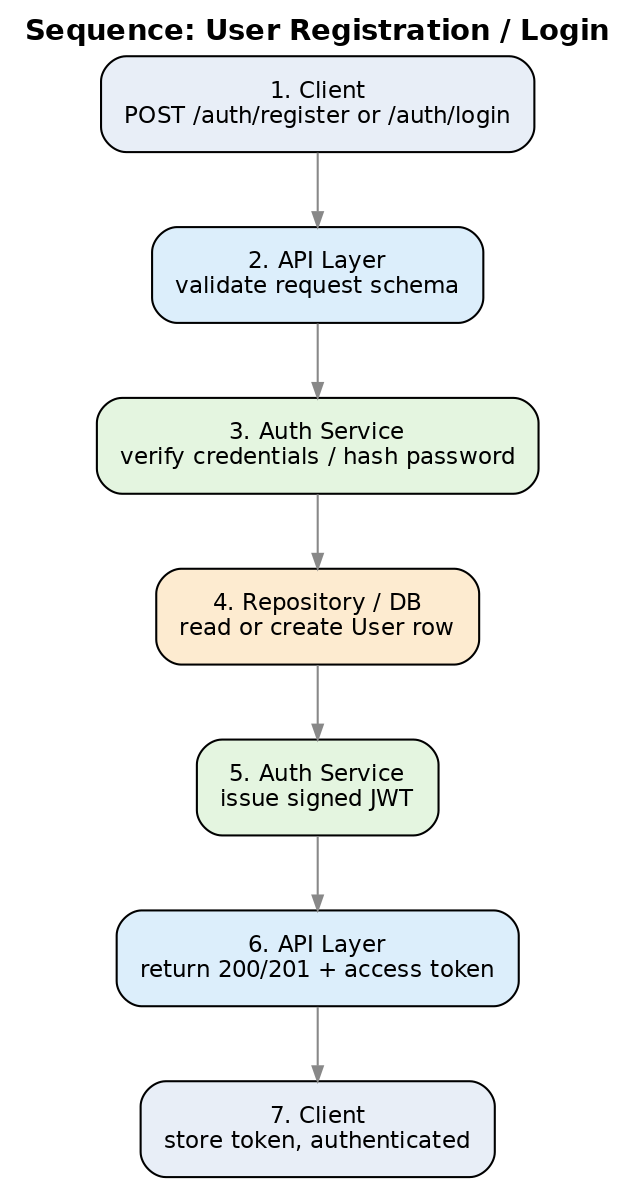 Sequence: User Registration / Login
1. Client
POST /auth/register or /auth/login
2. API Layer
validate request schema
3. Auth Service
verify credentials / hash password
4. Repository / DB
read or create User row
5. Auth Service
issue signed JWT
6. API Layer
return 200/201 + access token
7. Client
store token, authenticated